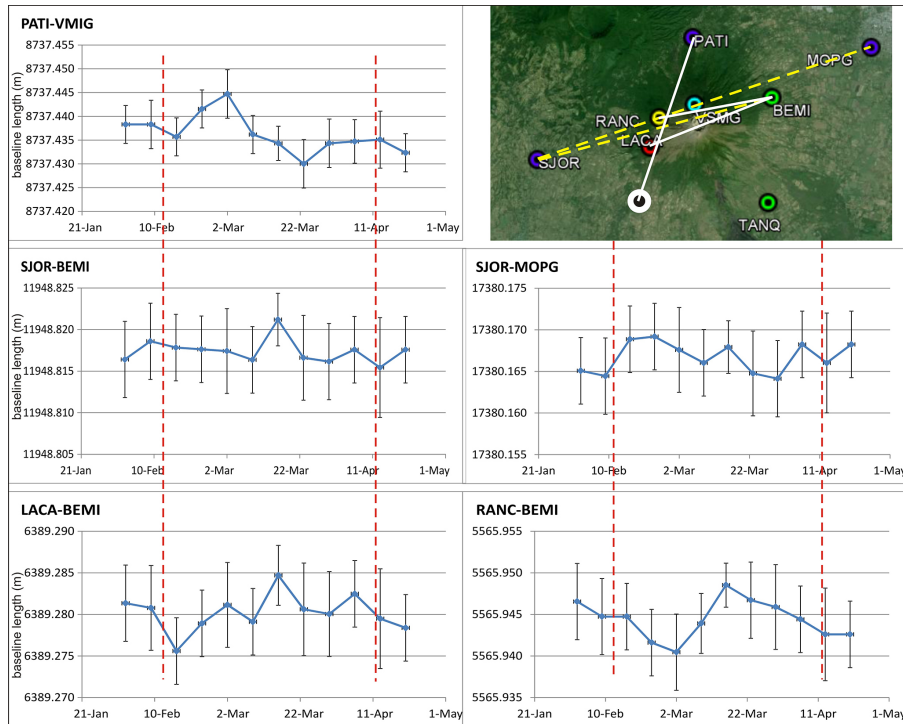 PATI-VMIG
8737.455
8737.450
8737.445
8737.440
8737.435
8737.430
8737.425
8737.420
baseline length (m)
21-Jan 10-Feb 2-Mar 22-Mar 11-Apr 1-May
PATI
MOPG
BEMI
VSMG
RANC
LACA
SJOR
TANQ
SJOR-BEMI
11948.825
11948.820
11948.815
11948.810
11948.805
baseline length (m)
21-Jan 10-Feb 2-Mar 22-Mar 11-Apr 1-May
SJOR-MOPG
17380.175
17380.170
17380.165
17380.160
17380.155
21-Jan 10-Feb 2-Mar 22-Mar 11-Apr 1-May
LACA-BEMI
6389.290
6389.285
6389.280
6389.275
6389.270
baseline length (m)
21-Jan 10-Feb 2-Mar 22-Mar 11-Apr 1-May
RANC-BEMI
5565.955
5565.950
5565.945
5565.940
5565.935
21-Jan 10-Feb 2-Mar 22-Mar 11-Apr 1-May